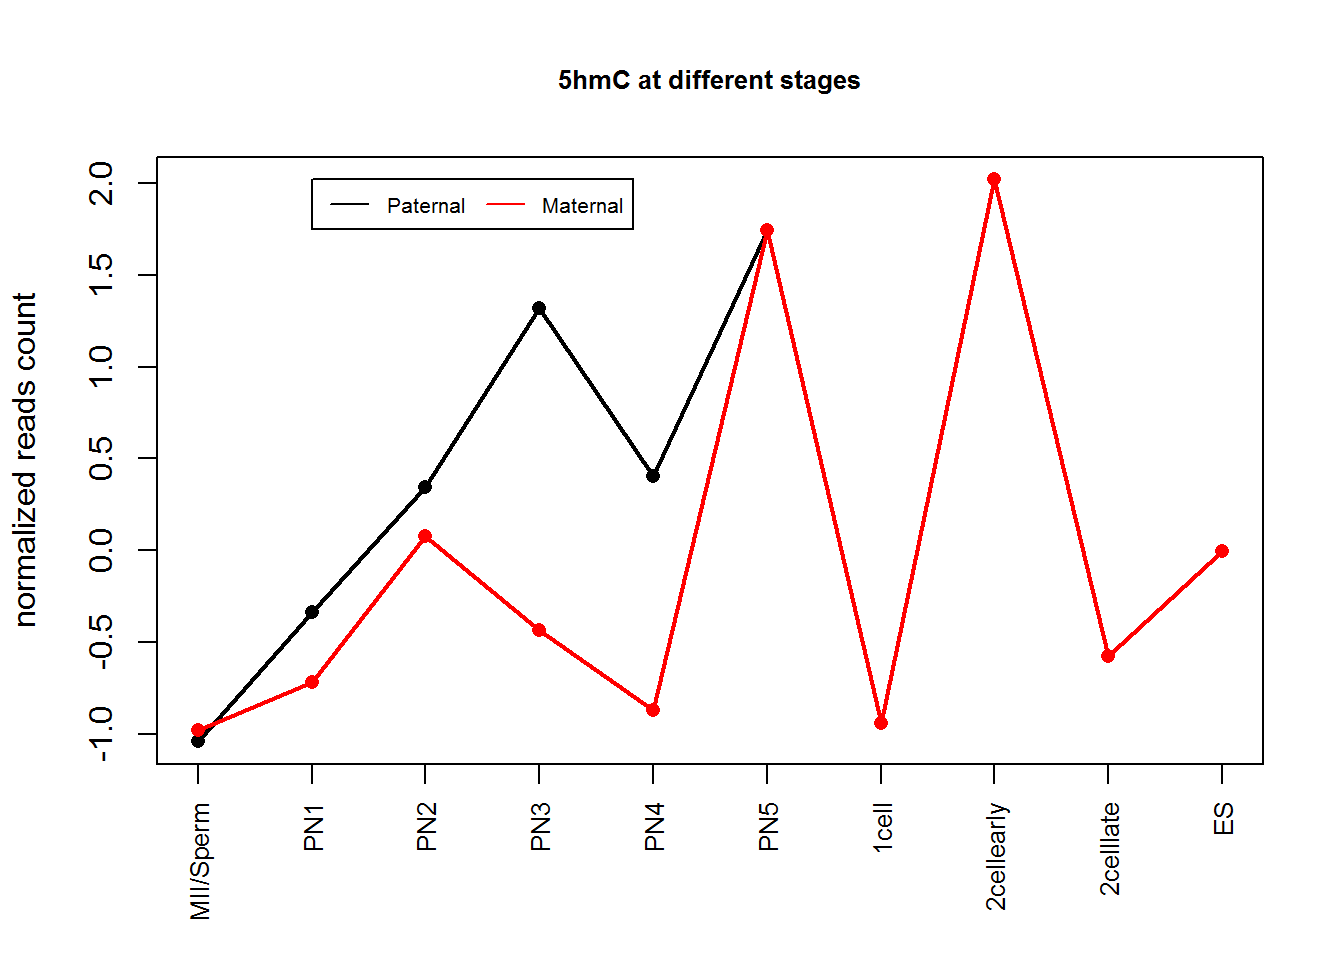 5hmC at different stages
Paternal
Maternal
normalized reads count
2.0
1.5
1.0
0.5
0.0
-0.5
-1.0
MII/Sperm
PN1
PN2
PN3
PN4
PN5
1cell
2cellearly
2celllate
ES